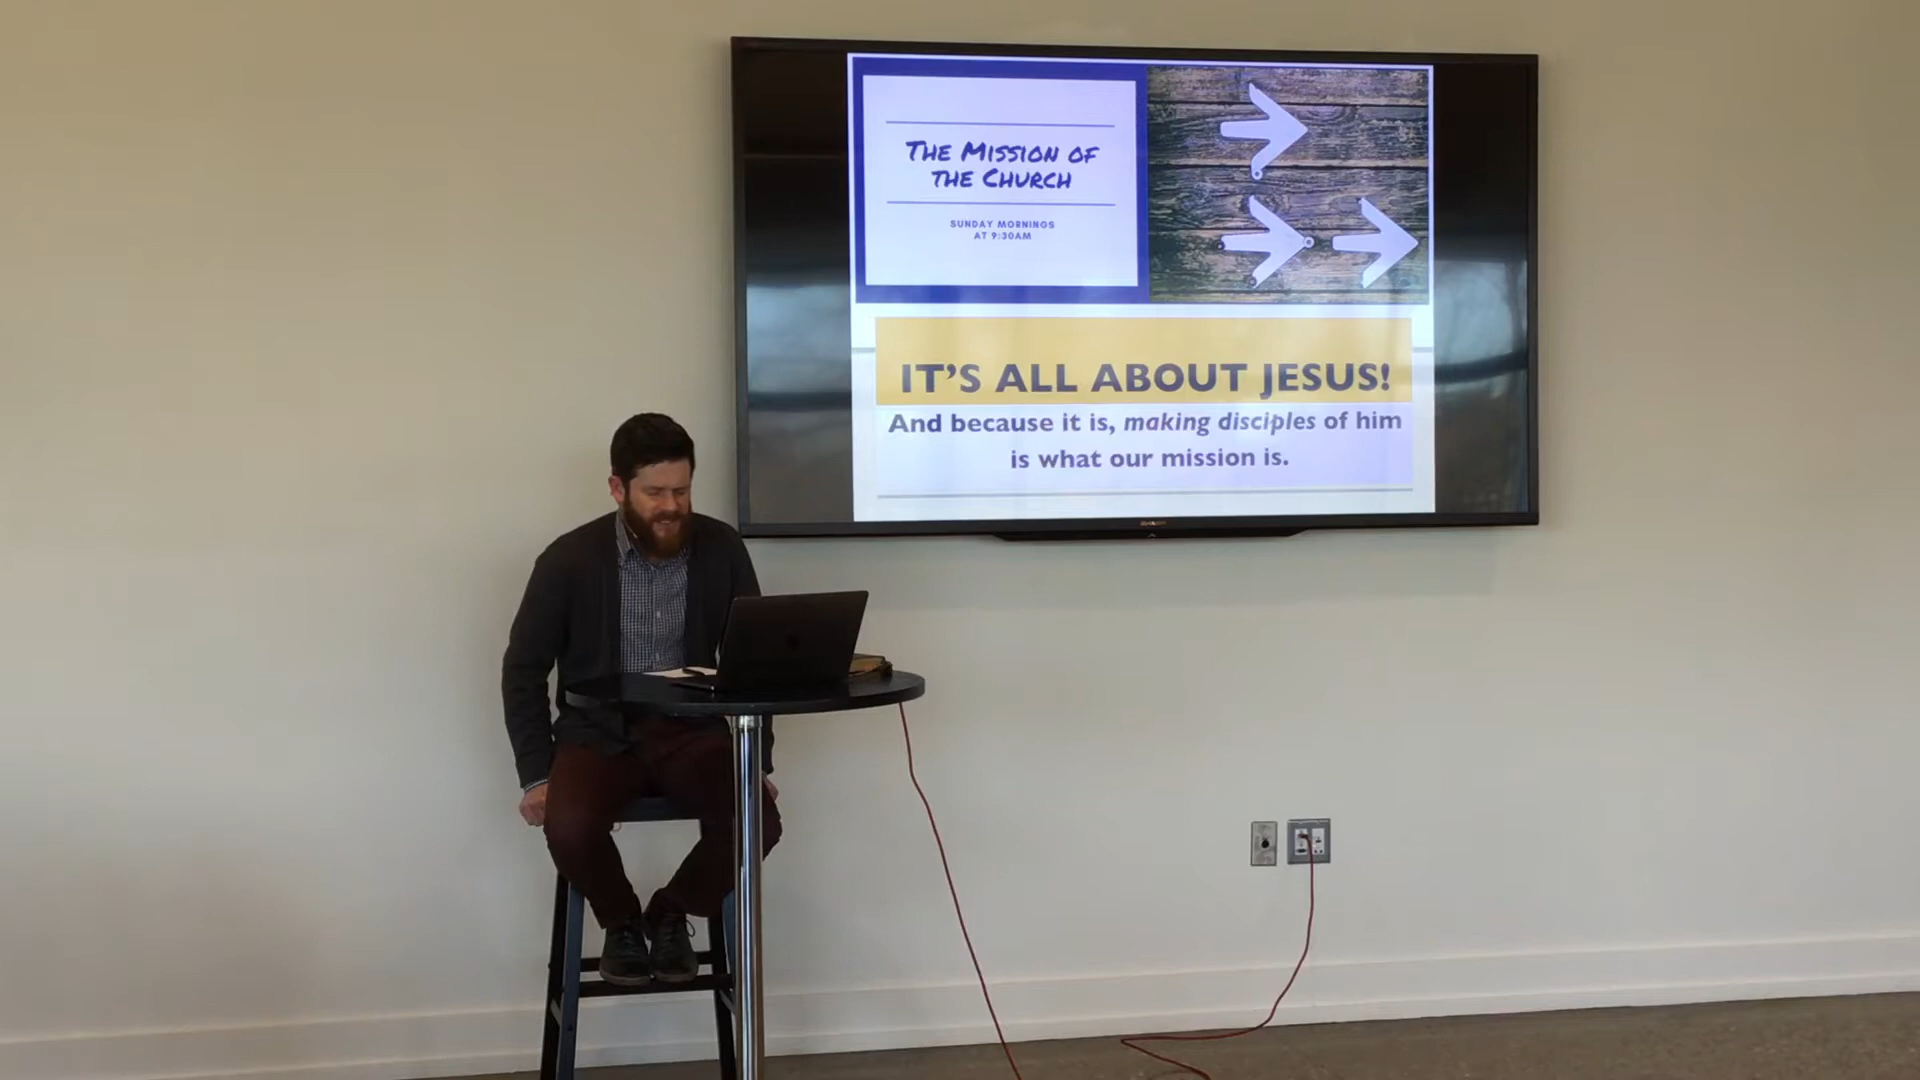 THE MISSION OF
THE CHURCH
SUNDAY MORNINGS
AT 9:30AM
IT'S ALL ABOUT JESUS!
And because it is, making disciples of him
is what our mission is.